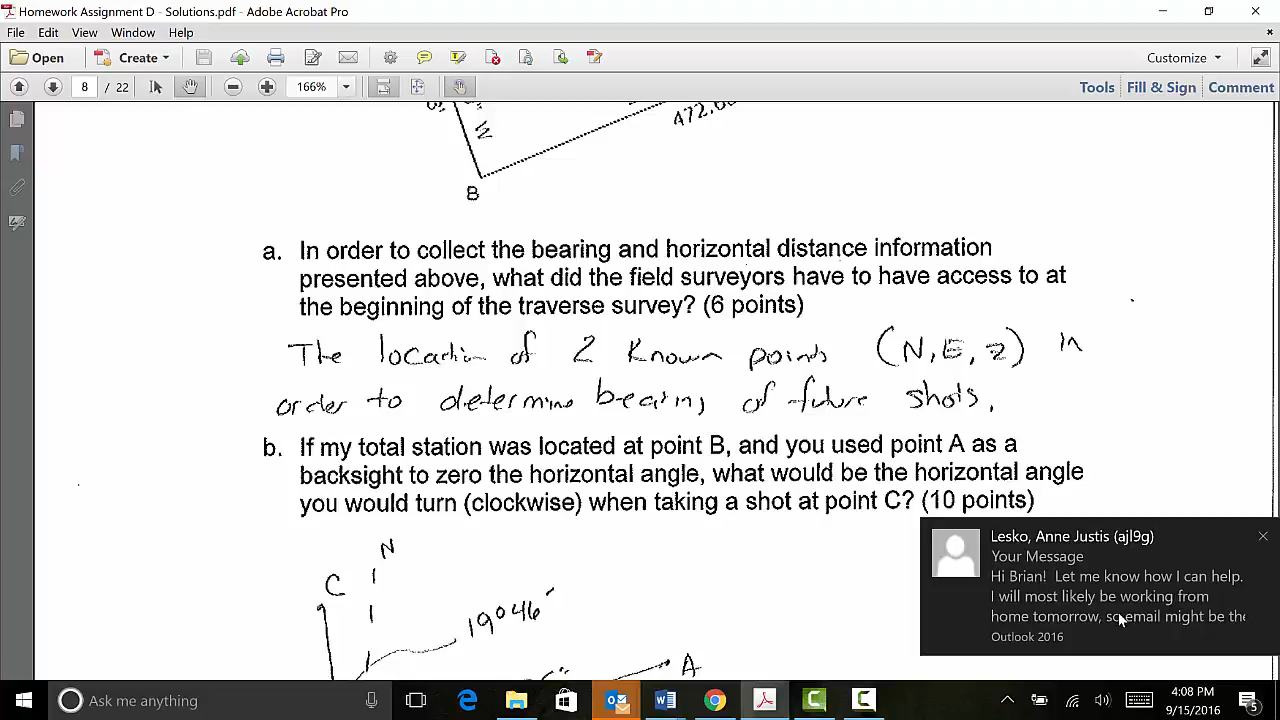 Homework Assignment D - Solutions.pdf - Adobe Acrobat Pro
File Edit View Window Help
Open Create Customize
8 / 22 166% Tools Fill & Sign Comment
472.00
W
B
a. In order to collect the bearing and horizontal distance information
presented above, what did the field surveyors have to have access to at
the beginning of the traverse survey? (6 points)
The location of 2 known points (N, E, Z) in
order to determine bearing of future shots.
b. If my total station was located at point B, and you used point A as a
backsight to zero the horizontal angle, what would be the horizontal angle
you would turn (clockwise) when taking a shot at point C? (10 points)
N
C
19°46'
A
Lesko, Anne Justis (ajl9g)
Your Message
Hi Brian! Let me know how I can help.
I will most likely be working from
home tomorrow, so email might be the
Outlook 2016
Ask me anything
4:08 PM
9/15/2016
5